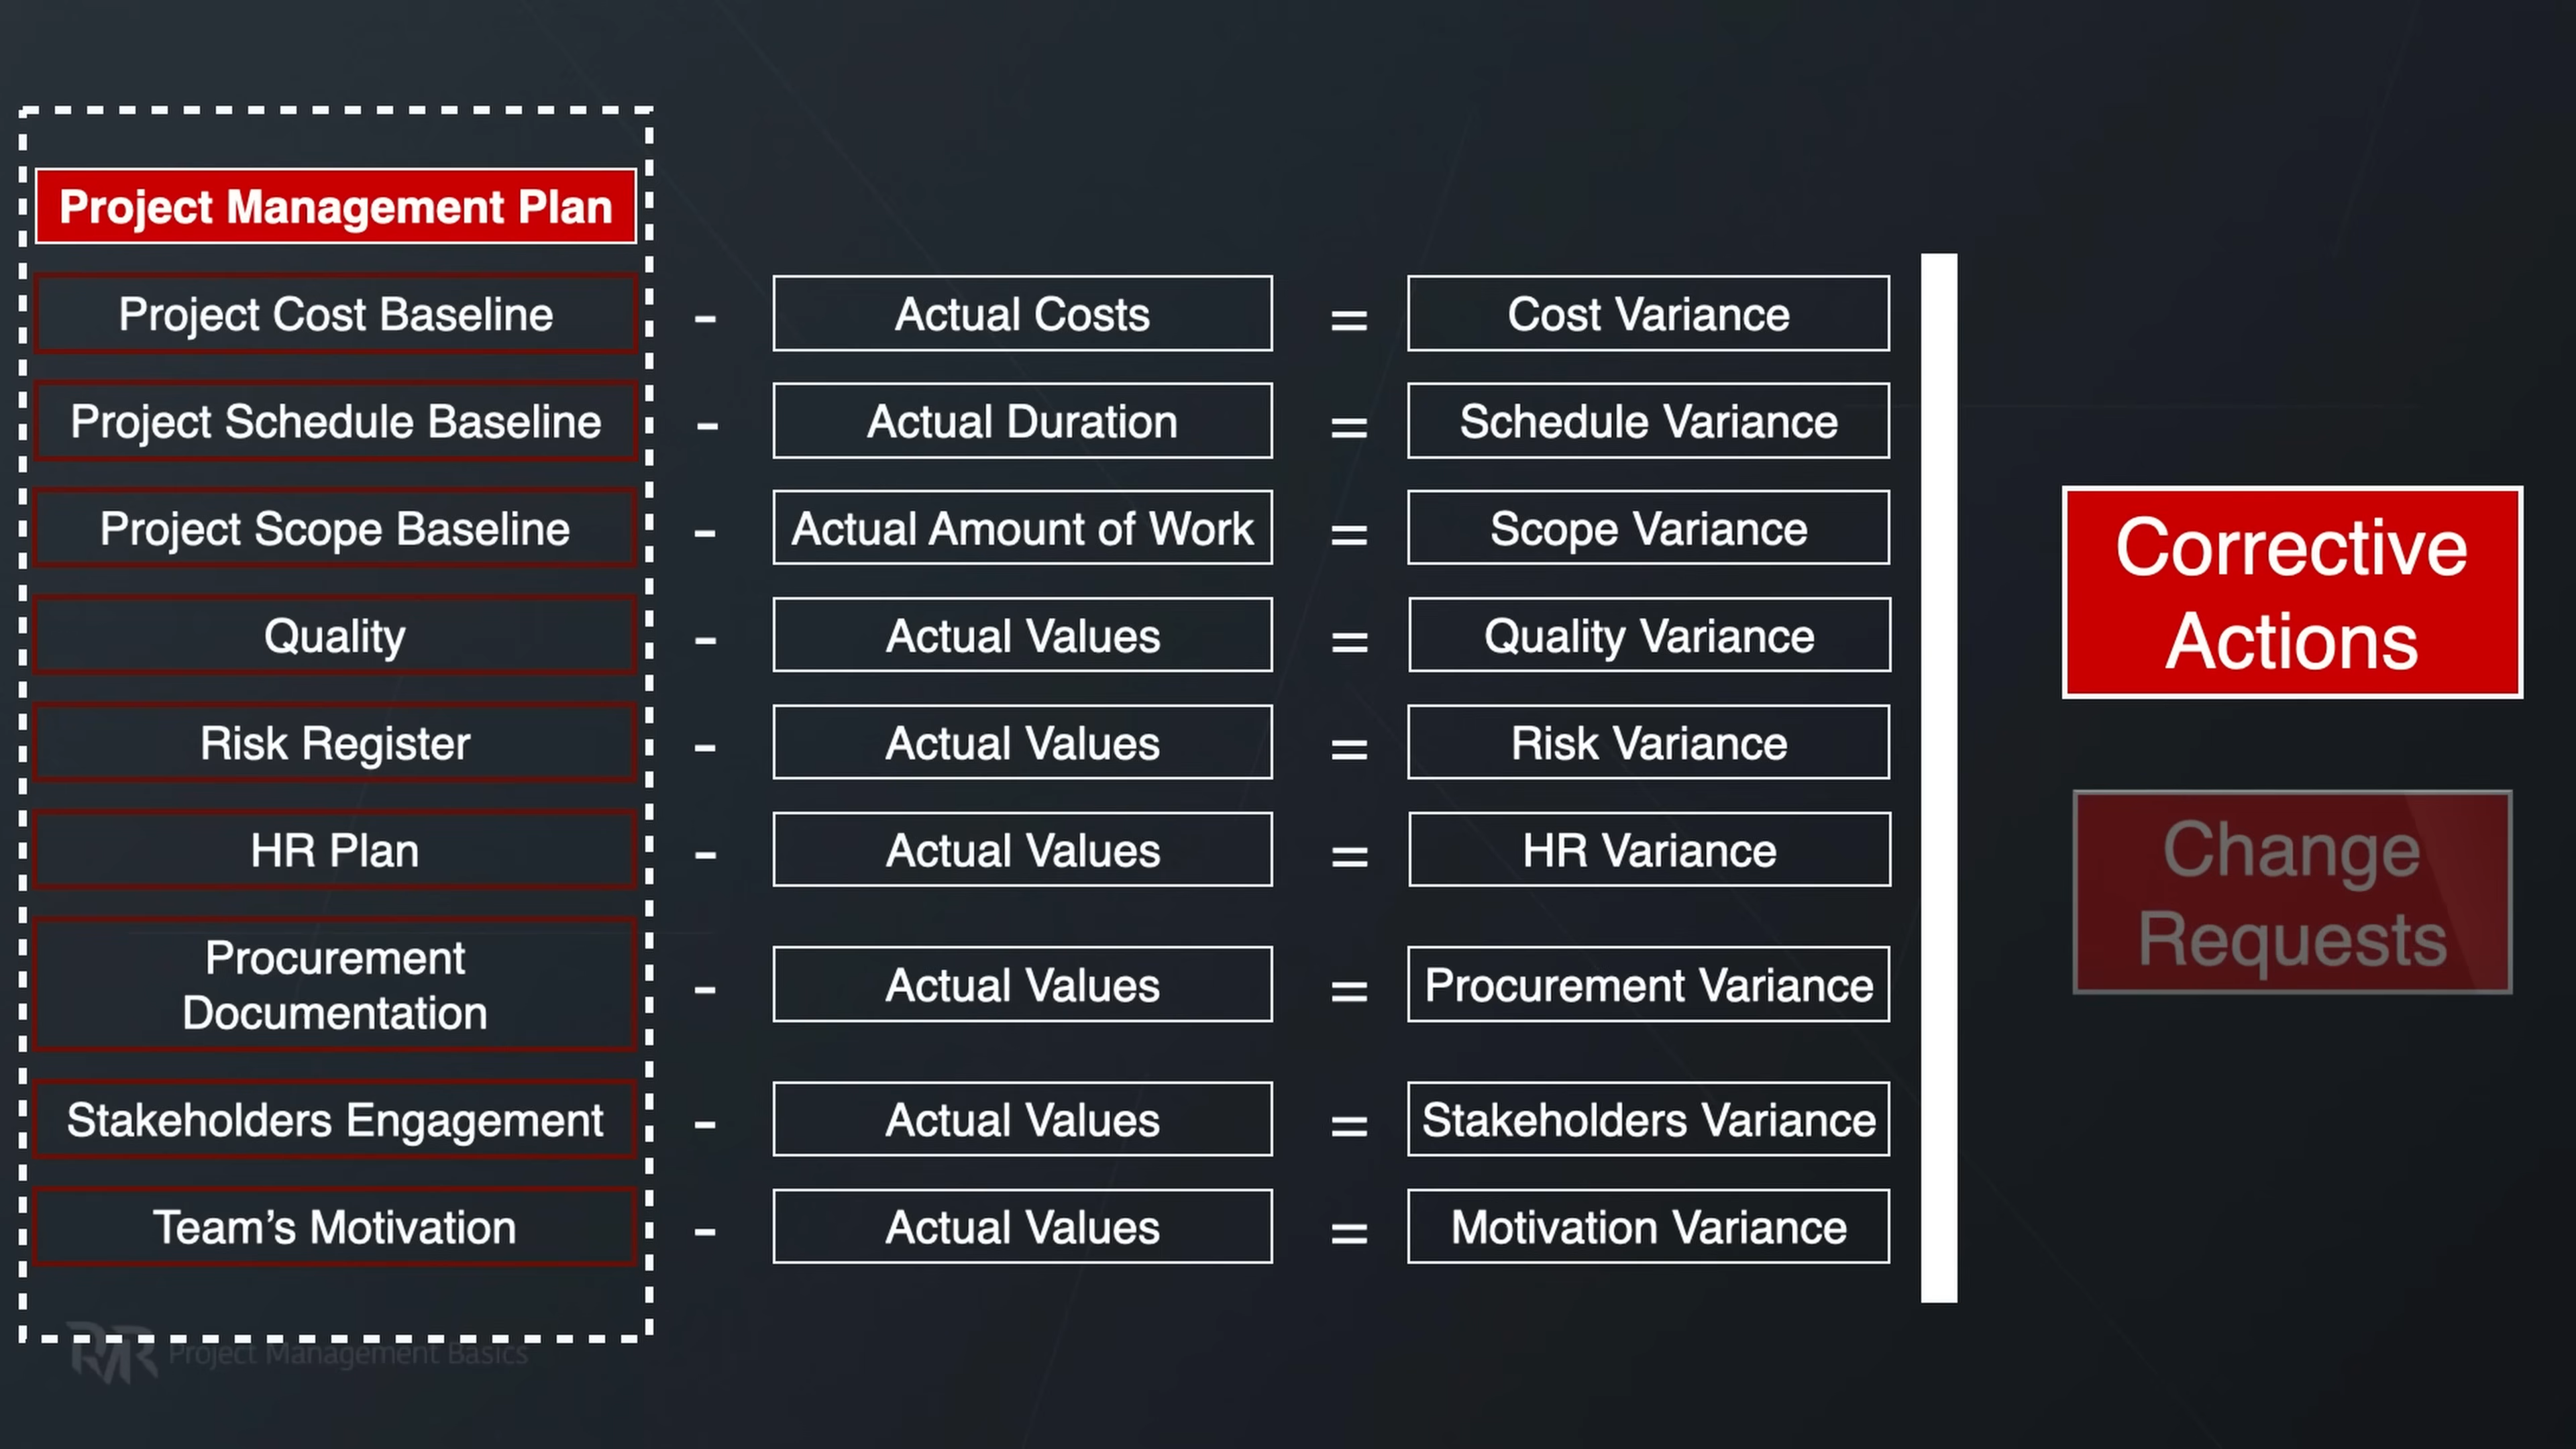 Project Management Plan
Project Cost Baseline - Actual Costs = Cost Variance
Project Schedule Baseline - Actual Duration = Schedule Variance
Project Scope Baseline - Actual Amount of Work = Scope Variance
Quality - Actual Values = Quality Variance
Risk Register - Actual Values = Risk Variance
HR Plan - Actual Values = HR Variance
Procurement
Documentation - Actual Values = Procurement Variance
Stakeholders Engagement - Actual Values = Stakeholders Variance
Team’s Motivation - Actual Values = Motivation Variance
Corrective
Actions
Change
Requests
Project Management Basics